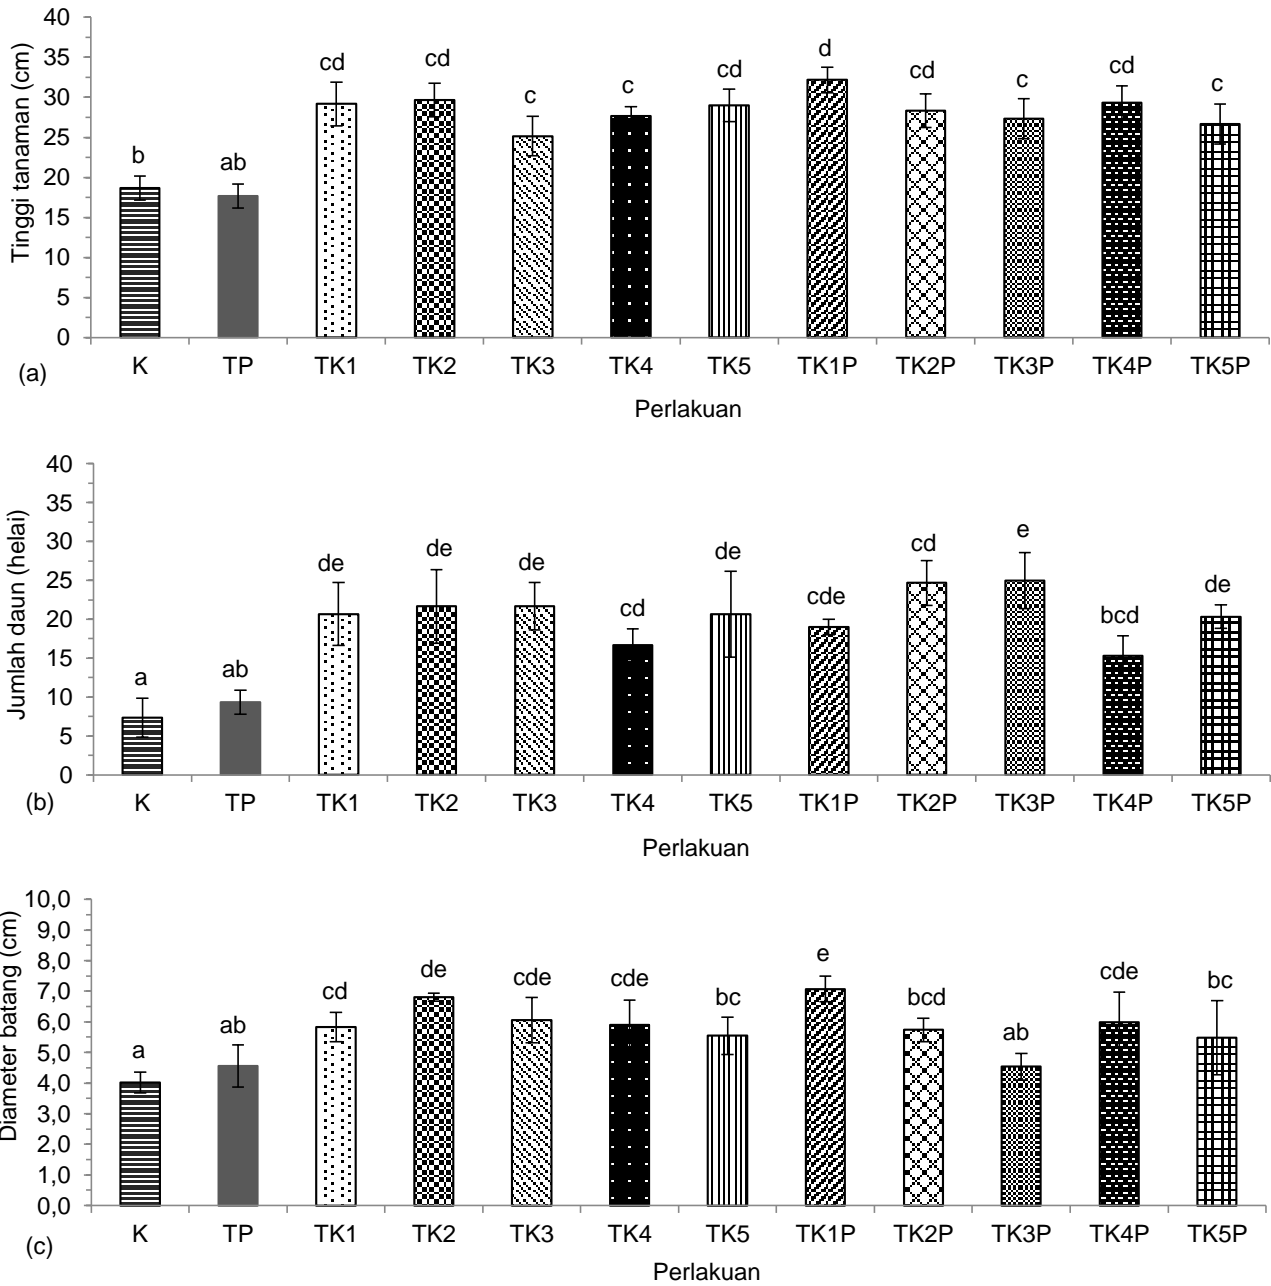 Tinggi tanaman (cm)
40
35
30
25
20
15
10
5
0
b
ab
cd
cd
c
c
cd
d
cd
c
cd
c
K TP TK1 TK2 TK3 TK4 TK5 TK1P TK2P TK3P TK4P TK5P
(a)
Perlakuan
Jumlah daun (helai)
40
35
30
25
20
15
10
5
0
a
ab
de
de
de
cd
de
cde
cd
e
bcd
de
K TP TK1 TK2 TK3 TK4 TK5 TK1P TK2P TK3P TK4P TK5P
(b)
Perlakuan
Diameter batang (cm)
10,0
9,0
8,0
7,0
6,0
5,0
4,0
3,0
2,0
1,0
0,0
a
ab
cd
de
cde
cde
bc
e
bcd
ab
cde
bc
K TP TK1 TK2 TK3 TK4 TK5 TK1P TK2P TK3P TK4P TK5P
(c)
Perlakuan